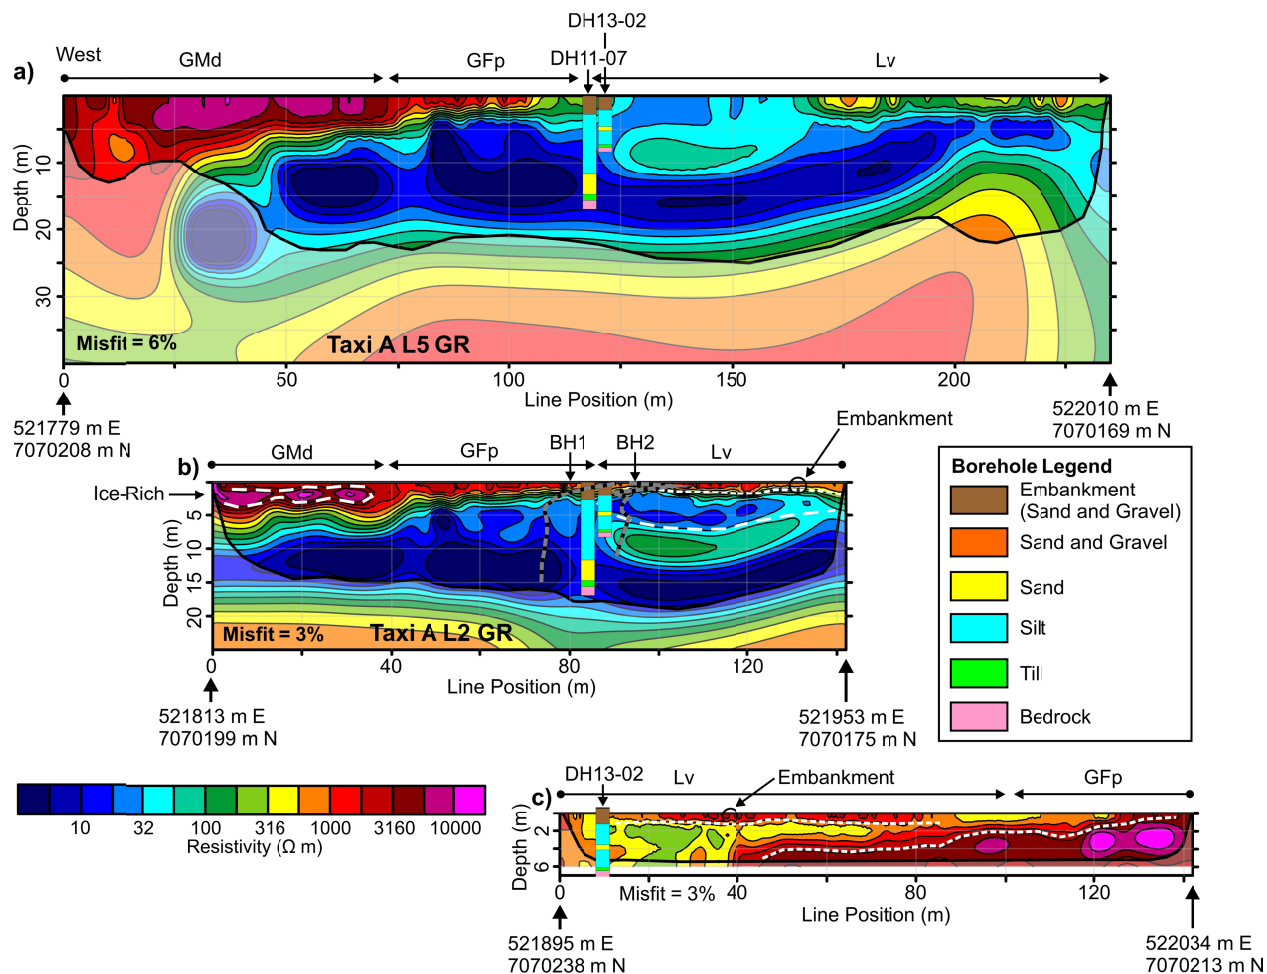 DH13-02
West
GMd
GFp
DH11-07
Lv
a)
Depth (m)
10
20
30
Misfit = 6%
Taxi A L5 GR
0
50
100
150
200
Line Position (m)
521779 m E
7070208 m N
522010 m E
7070169 m N
Embankment
b)
GMd
GFp
BH1
BH2
Lv
Ice-Rich
Depth (m)
5
10
15
20
Misfit = 3%
Taxi A L2 GR
0
40
80
120
Line Position (m)
521813 m E
7070199 m N
521953 m E
7070175 m N
Borehole Legend
Embankment
(Sand and Gravel)
Sand and Gravel
Sand
Silt
Till
Bedrock
10
32
100
316
1000
3160
10000
Resistivity (Ω m)
c)
DH13-02
Lv
Embankment
GFp
Depth (m)
2
6
0
Misfit = 3%
40
80
120
Line Position (m)
521895 m E
7070238 m N
522034 m E
7070213 m N